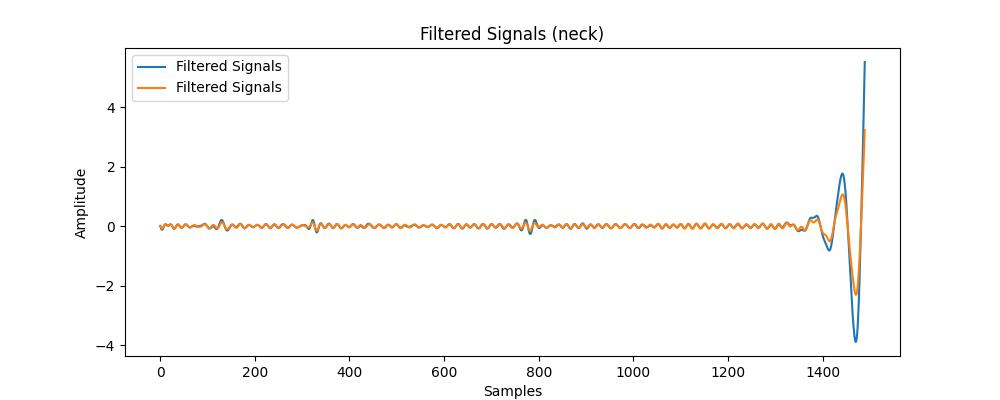 Filtered Signals (neck)
Filtered Signals
Filtered Signals
Amplitude
4
2
0
−2
−4
0 200 400 600 800 1000 1200 1400
Samples